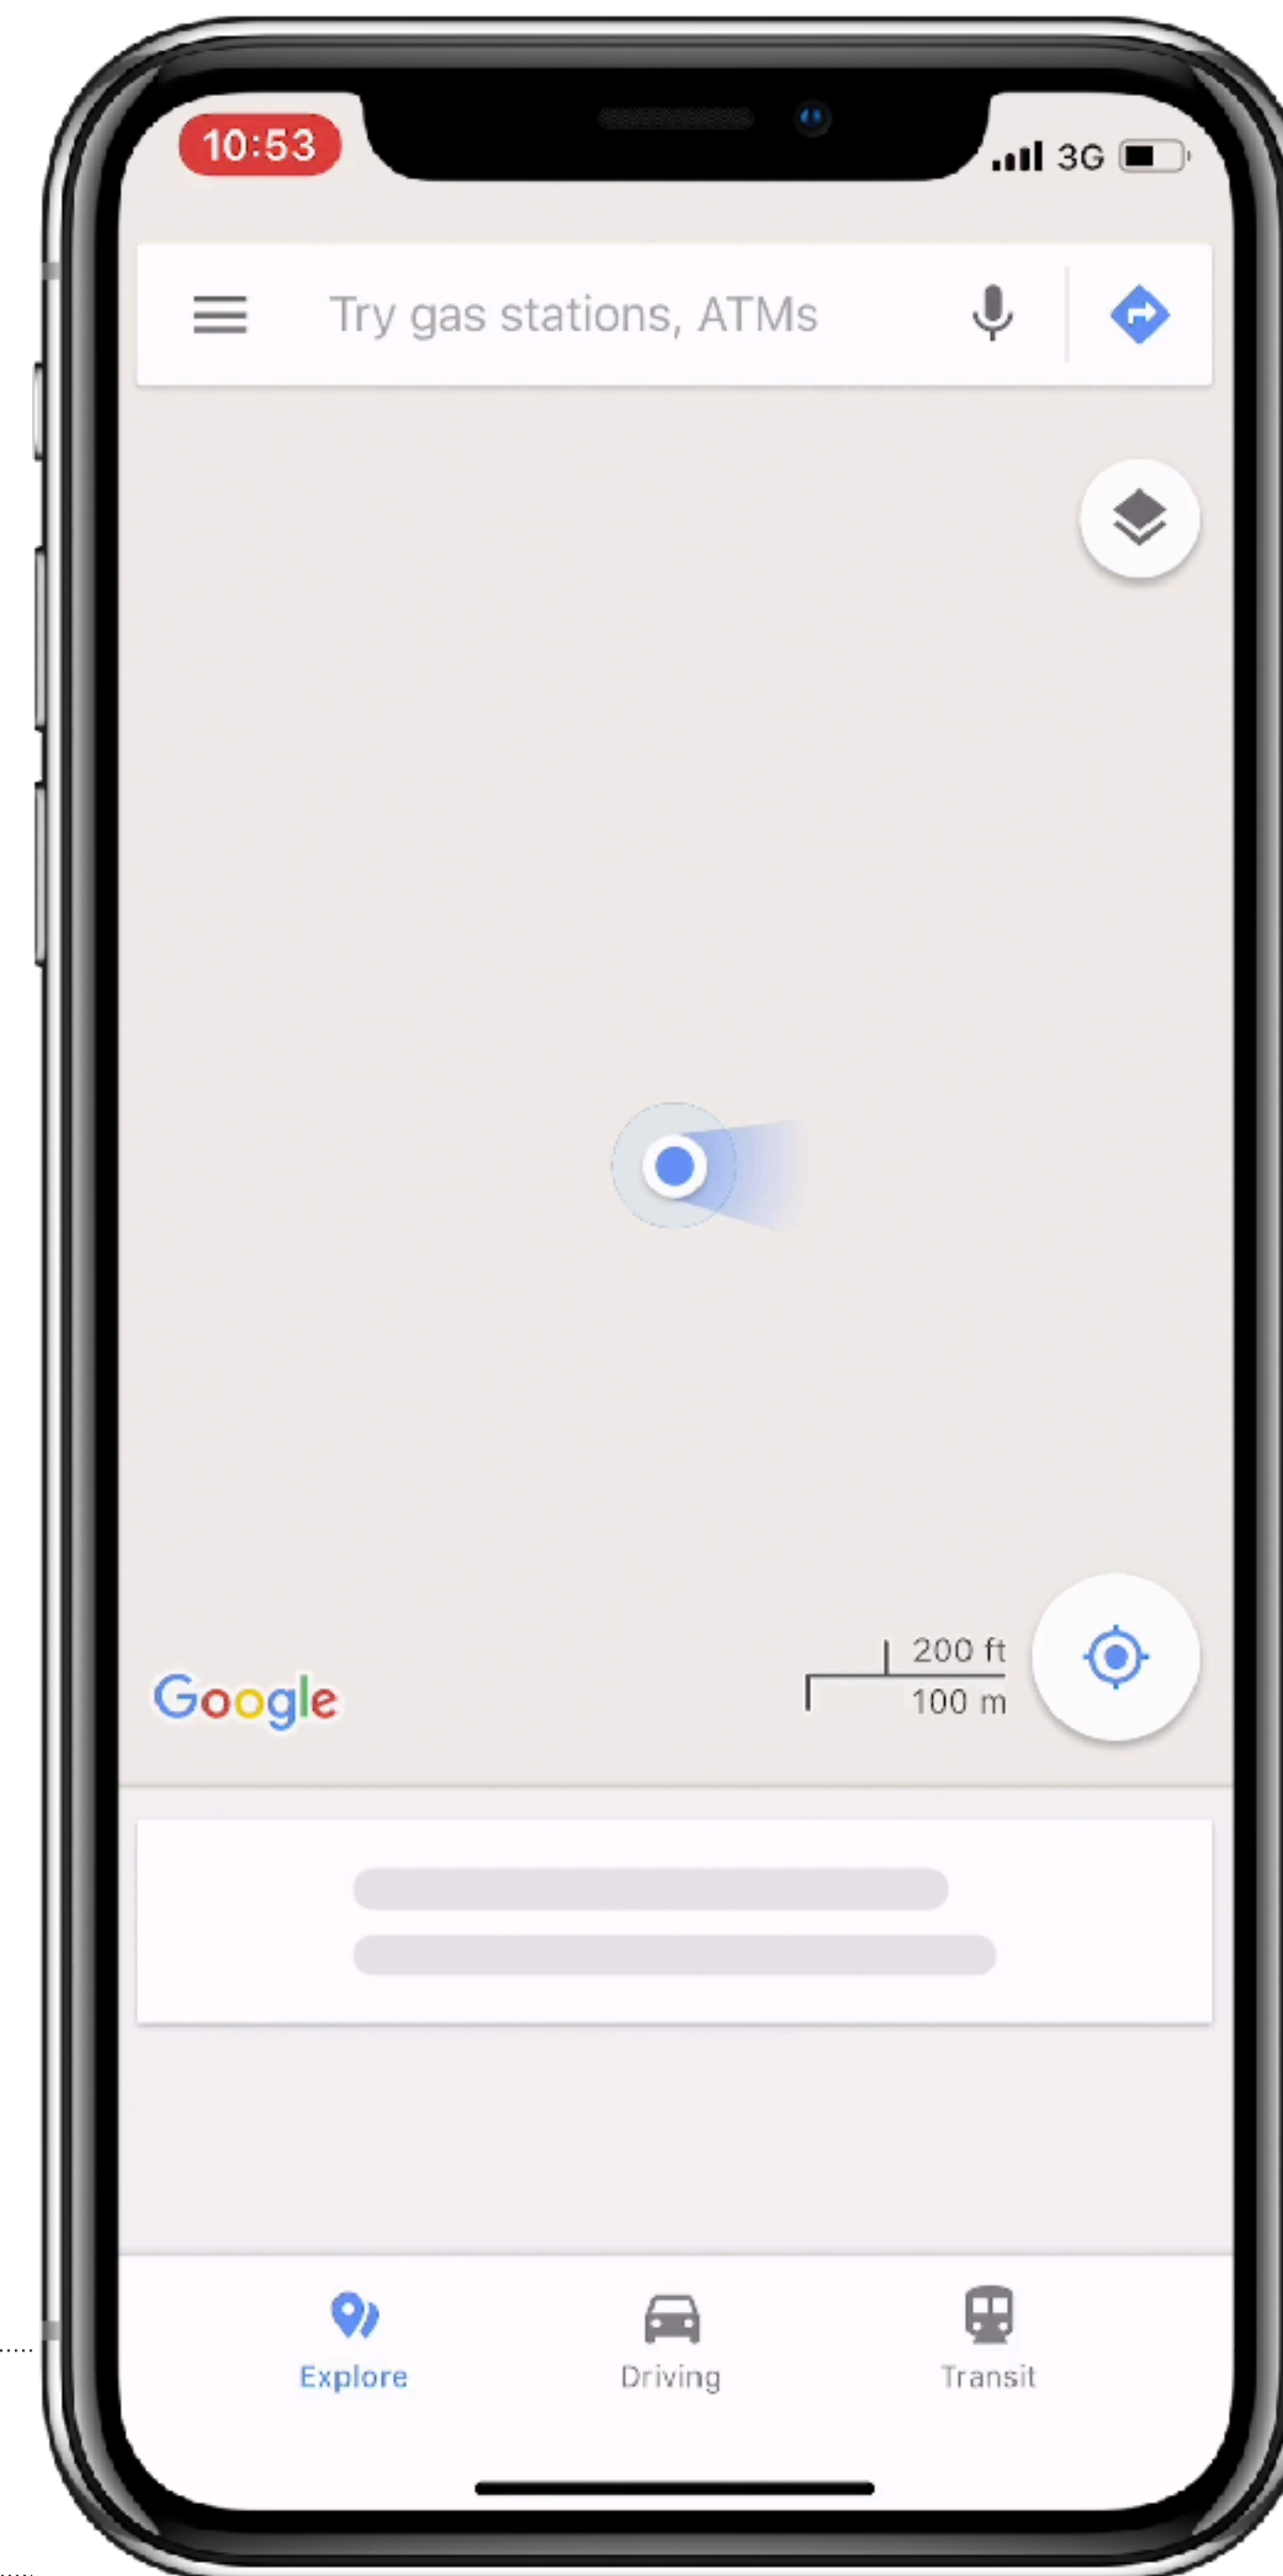 10:53
3G
Try gas stations, ATMs
200 ft
Google
100 m
Explore
Driving
Transit